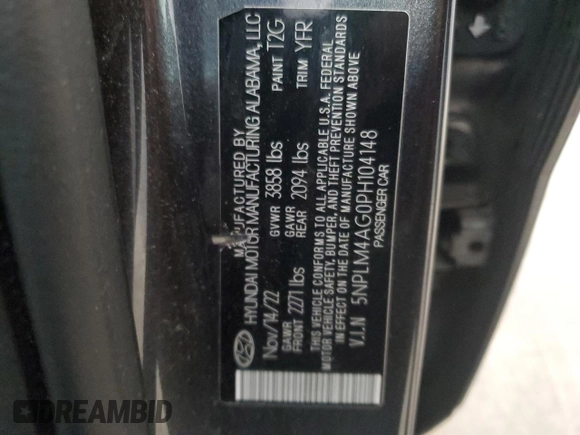 MANUFACTURED BY
HYUNDAI MOTOR MANUFACTURING ALABAMA, LLC
Nov/14/22 GVWR 3858 lbs PAINT T2G
GAWR FRONT 2271 lbs GAWR REAR 2094 lbs TRIM YFR
THIS VEHICLE CONFORMS TO ALL APPLICABLE U.S.A. FEDERAL
MOTOR VEHICLE SAFETY, BUMPER, AND THEFT PREVENTION STANDARDS
IN EFFECT ON THE DATE OF MANUFACTURE SHOWN ABOVE
V.I.N 5NPLM4AG0PH104148
PASSENGER CAR
DREAMBID